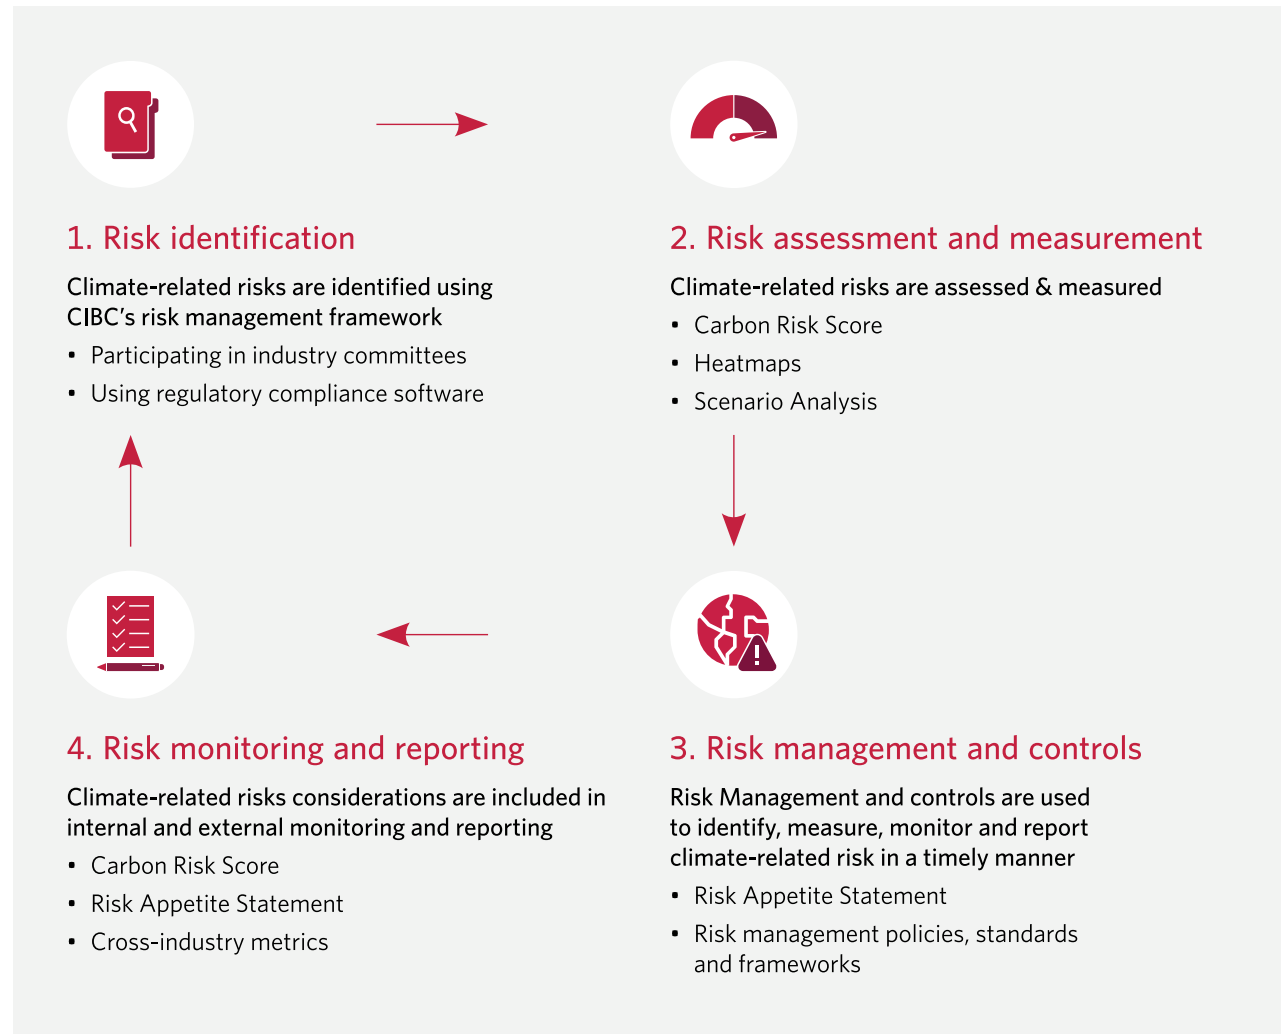 1. Risk identification
Climate-related risks are identified using
CIBC's risk management framework
• Participating in industry committees
• Using regulatory compliance software
2. Risk assessment and measurement
Climate-related risks are assessed & measured
• Carbon Risk Score
• Heatmaps
• Scenario Analysis
3. Risk management and controls
Risk Management and controls are used
to identify, measure, monitor and report
climate-related risk in a timely manner
• Risk Appetite Statement
• Risk management policies, standards
and frameworks
4. Risk monitoring and reporting
Climate-related risks considerations are included in
internal and external monitoring and reporting
• Carbon Risk Score
• Risk Appetite Statement
• Cross-industry metrics